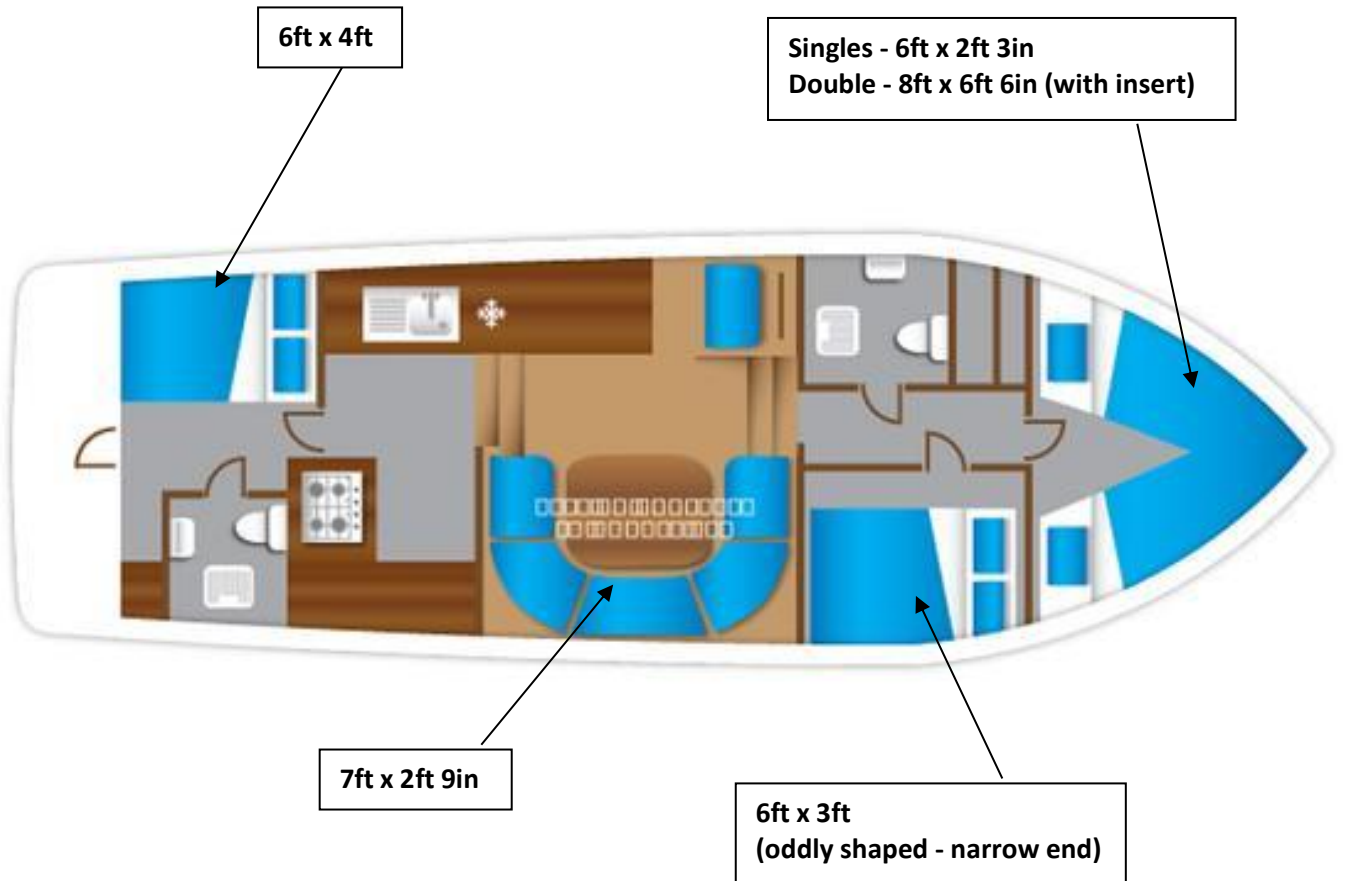 6ft x 4ft
Singles - 6ft x 2ft 3in
Double - 8ft x 6ft 6in (with insert)
7ft x 2ft 9in
6ft x 3ft
(oddly shaped - narrow end)